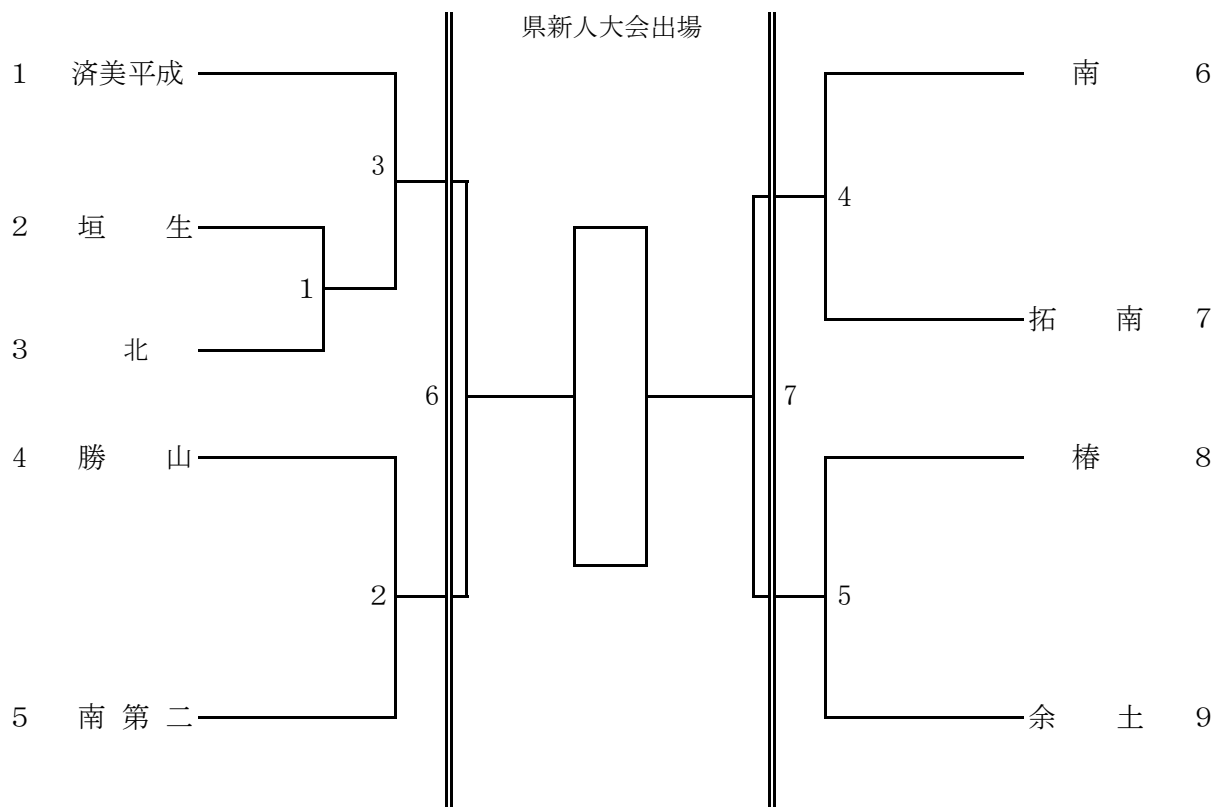 県新人大会出場
1 済美平成
南 6
3
4
2 垣 生
1
拓 南 7
3 北
6
7
4 勝 山
椿 8
2
5
5 南 第 二
余 土 9